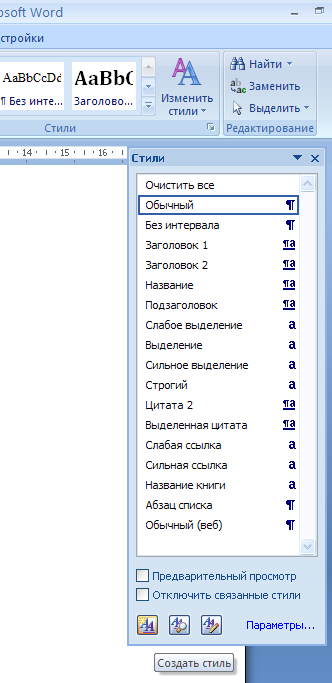 osoft Word
стройки
AaBbCcDd
AaBbC
¶ Без инте...
Заголово...
Изменить
стили
Найти
Заменить
Выделить
Стили
Редактирование
14 · 15 · 16
Стили
Очистить все
Обычный ¶
Без интервала ¶
Заголовок 1 ¶a
Заголовок 2 ¶a
Название ¶a
Подзаголовок ¶a
Слабое выделение a
Выделение a
Сильное выделение a
Строгий a
Цитата 2 ¶a
Выделенная цитата ¶a
Слабая ссылка a
Сильная ссылка a
Название книги a
Абзац списка ¶
Обычный (веб) ¶
Предварительный просмотр
Отключить связанные стили
Параметры...
Создать стиль